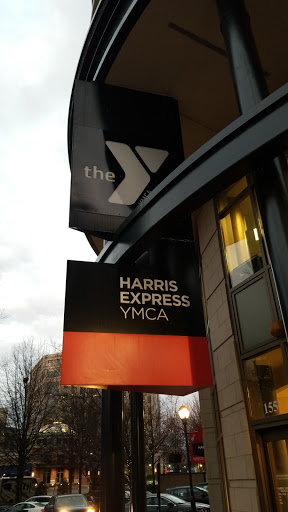 the Y
HARRIS
EXPRESS
YMCA
155